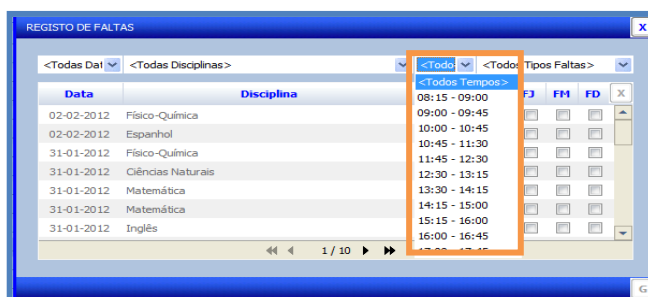 REGISTO DE FALTAS
X
<Todas Dat
<Todas Disciplinas>
<Todo
<Todos Tipos Faltas>
<Todos Tempos>
Data
Disciplina
FJ
FM
FD
X
08:15 - 09:00
09:00 - 09:45
10:00 - 10:45
10:45 - 11:30
11:45 - 12:30
12:30 - 13:15
13:30 - 14:15
14:15 - 15:00
15:15 - 16:00
16:00 - 16:45
02-02-2012 Físico-Química
02-02-2012 Espanhol
31-01-2012 Físico-Química
31-01-2012 Ciências Naturais
31-01-2012 Matemática
31-01-2012 Matemática
31-01-2012 Inglês
1 / 10
G